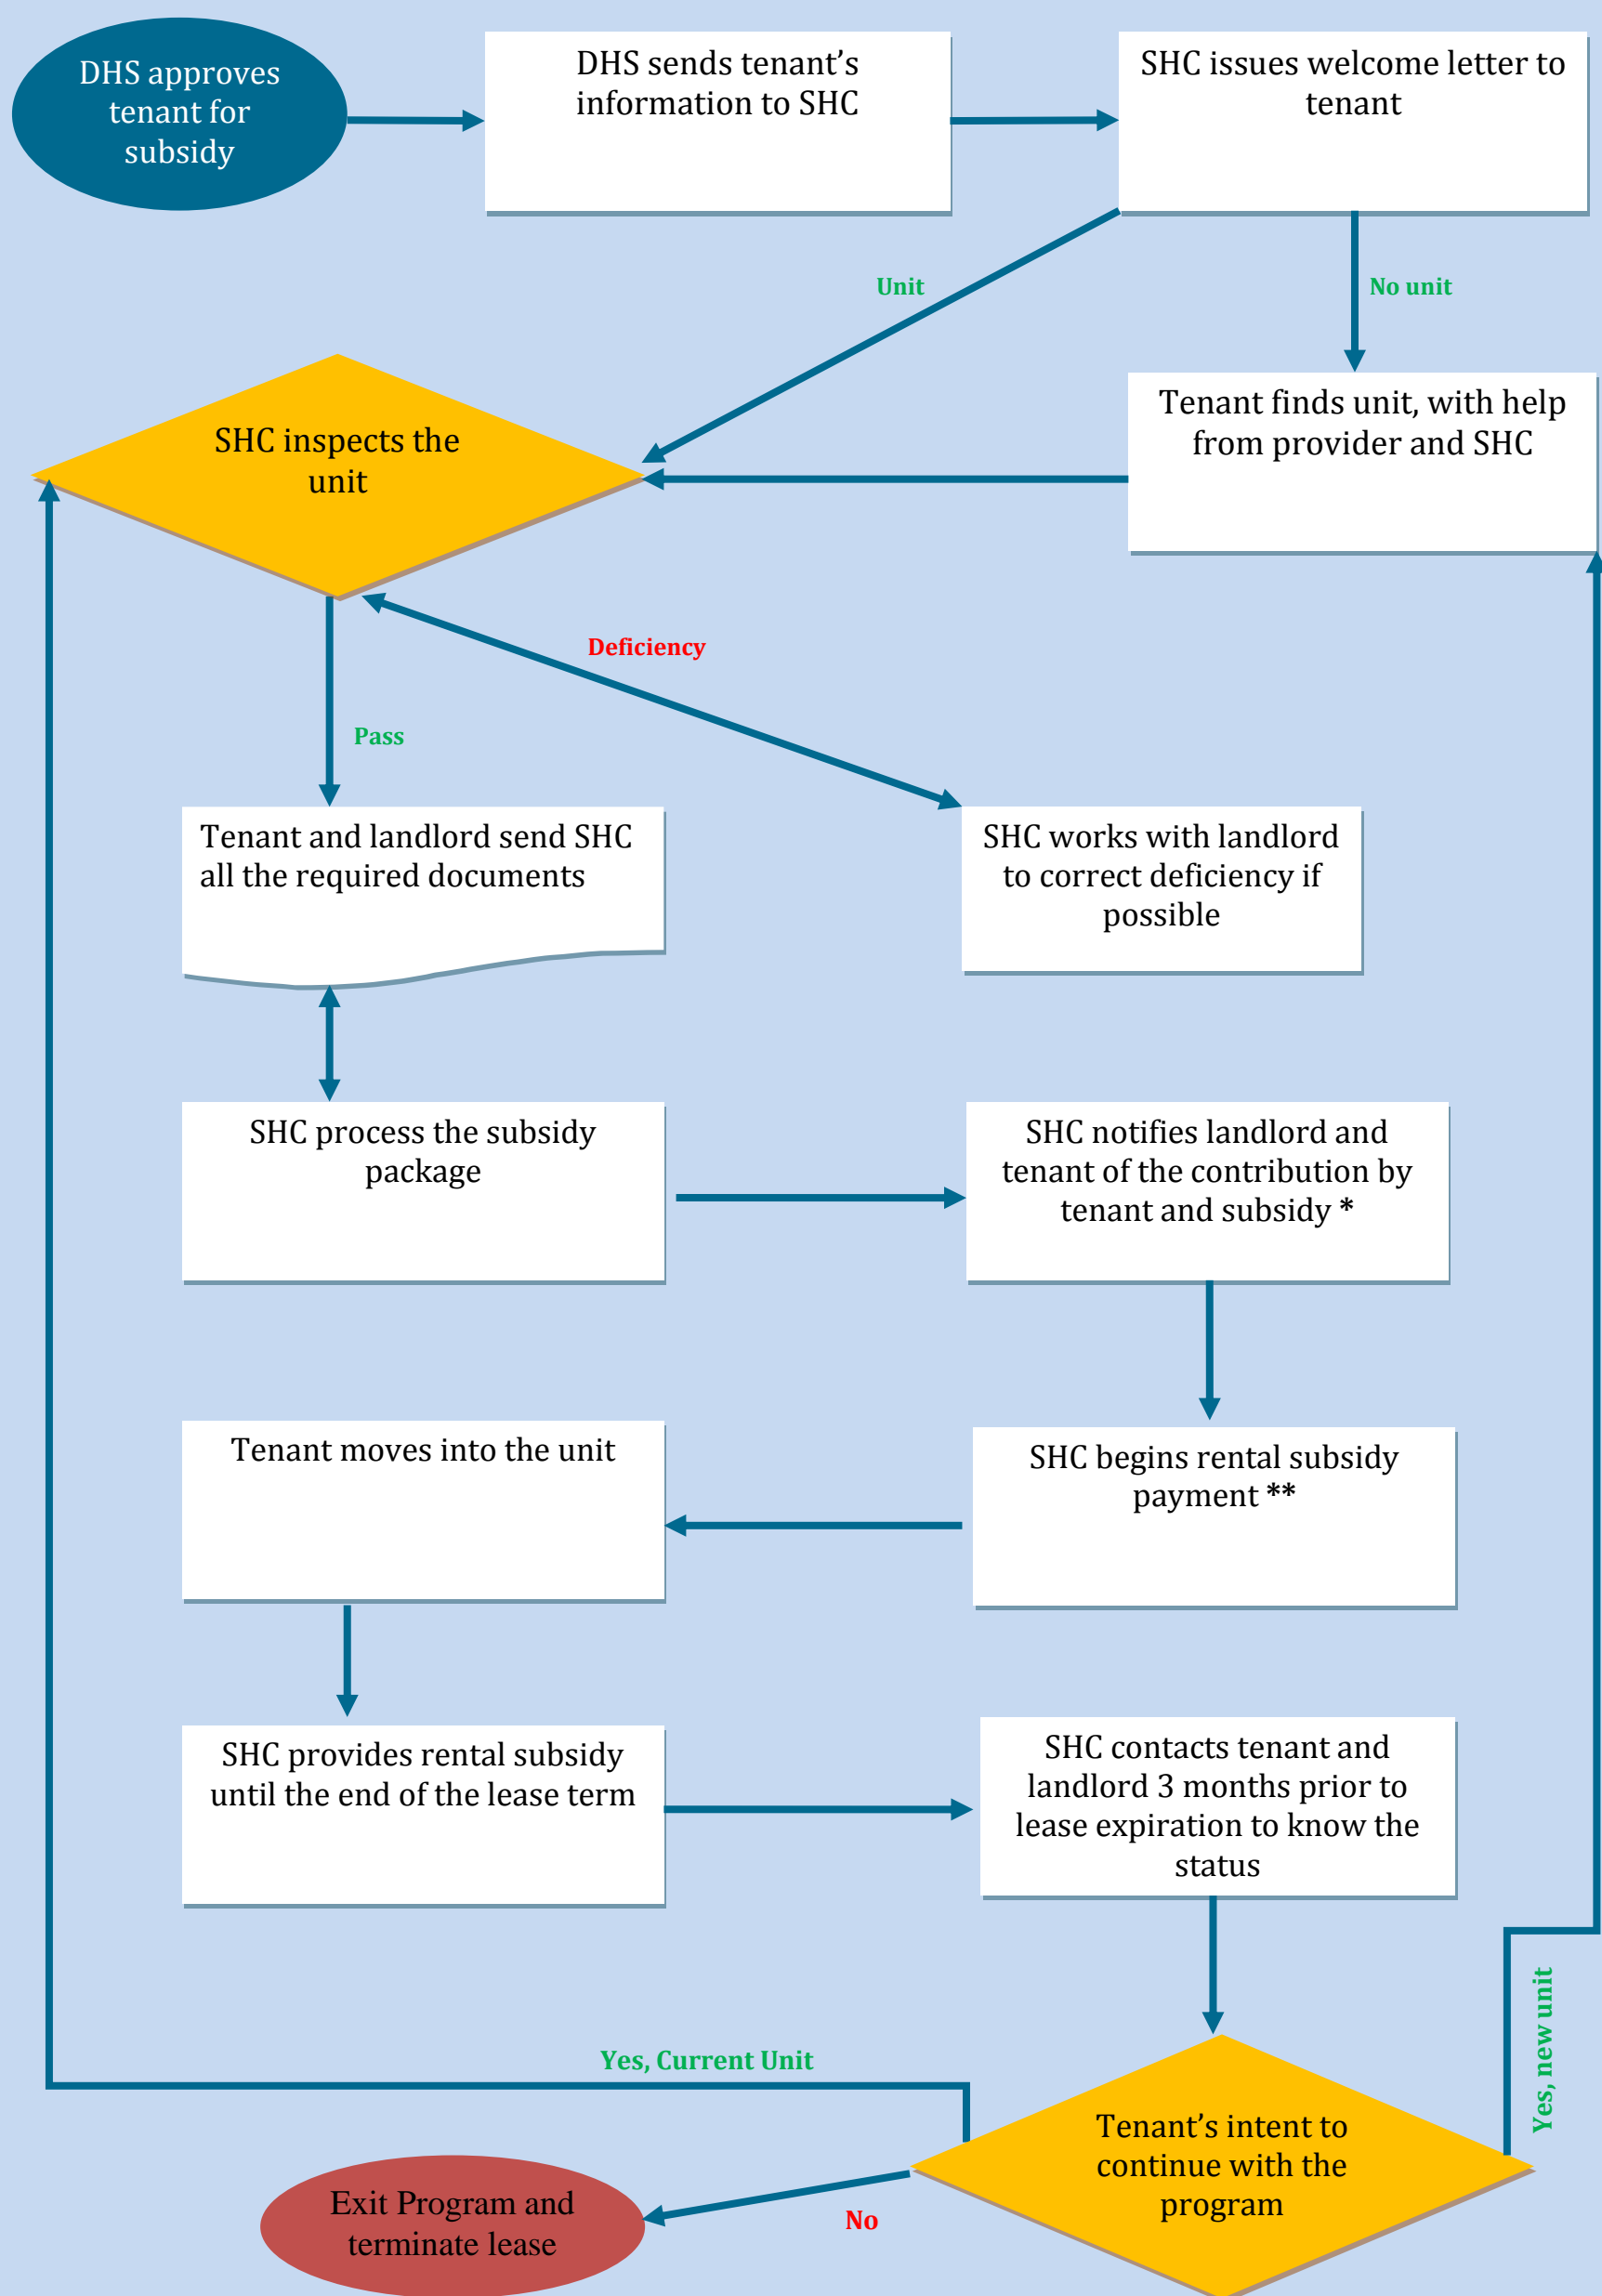 DHS approves
tenant for
subsidy
DHS sends tenant’s
information to SHC
SHC issues welcome letter to
tenant
Unit
No unit
SHC inspects the
unit
Tenant finds unit, with help
from provider and SHC
Deficiency
Pass
Tenant and landlord send SHC
all the required documents
SHC works with landlord
to correct deficiency if
possible
SHC process the subsidy
package
SHC notifies landlord and
tenant of the contribution by
tenant and subsidy *
Tenant moves into the unit
SHC begins rental subsidy
payment **
SHC provides rental subsidy
until the end of the lease term
SHC contacts tenant and
landlord 3 months prior to
lease expiration to know the
status
Yes, Current Unit
Yes, new unit
Tenant’s intent to
continue with the
program
Exit Program and
terminate lease
No